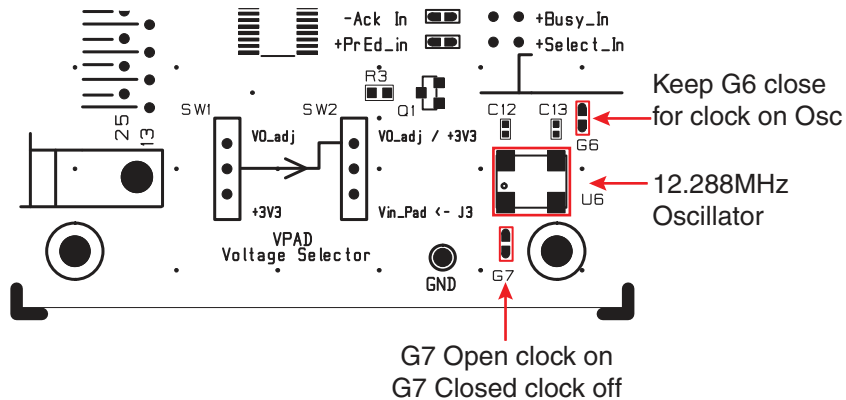 -Ack In
+Busy_In
+PrEd_in
+Select_In
R3
Q1
C12
C13
G6
Keep G6 close
for clock on Osc
25
13
SW1
SW2
VO_adj
VO_adj / +3V3
12.288MHz
Oscillator
U6
+3V3
Vin_Pad <- J3
VPAD
Voltage Selector
GND
G7
G7 Open clock on
G7 Closed clock off